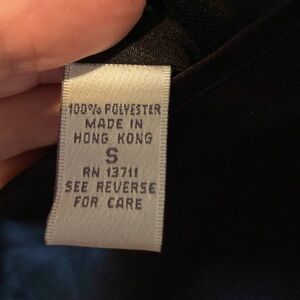 100% POLYESTER
MADE IN
HONG KONG
S
RN 13711
SEE REVERSE
FOR CARE